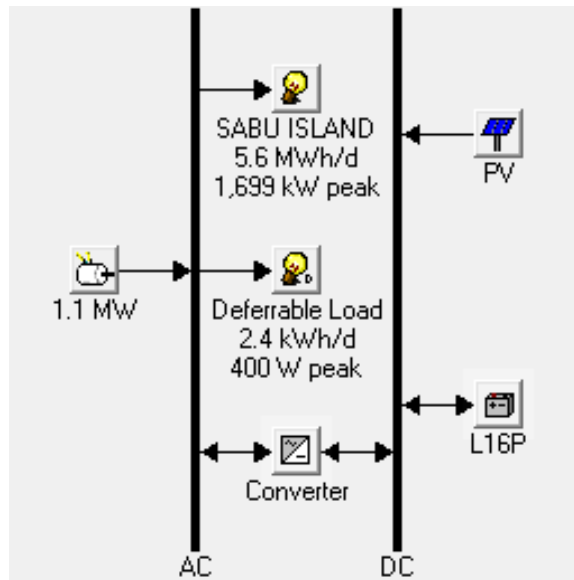 SABU ISLAND
5.6 MWh/d
1,699 kW peak
PV
1.1 MW
Deferrable Load
2.4 kWh/d
400 W peak
L16P
Converter
AC
DC